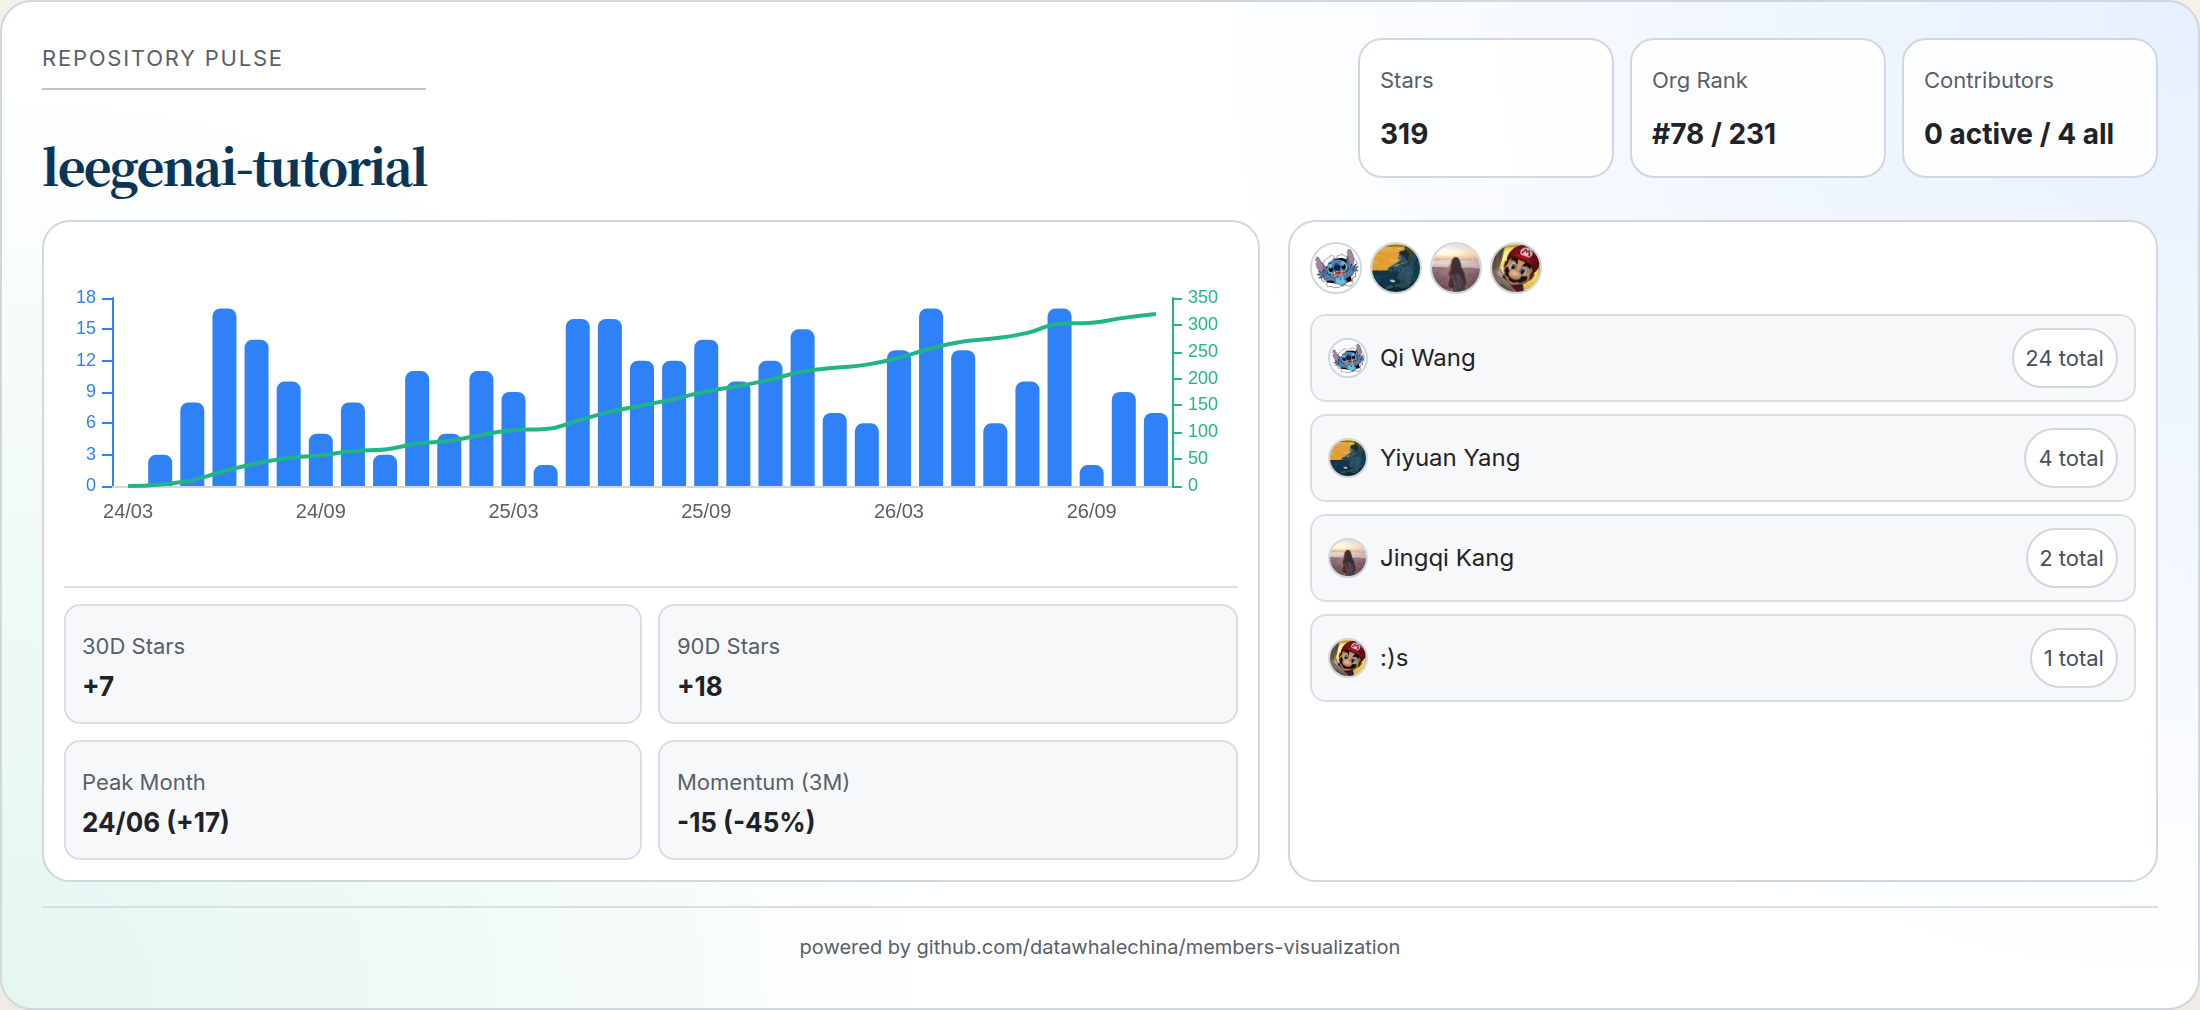 REPOSITORY PULSE
leegenai-tutorial
Stars
319
Org Rank
#78 / 231
Contributors
0 active / 4 all
18
15
12
9
6
3
0
350
300
250
200
150
100
50
0
24/03
24/09
25/03
25/09
26/03
26/09
30D Stars
+7
90D Stars
+18
Peak Month
24/06 (+17)
Momentum (3M)
-15 (-45%)
Qi Wang
24 total
Yiyuan Yang
4 total
Jingqi Kang
2 total
:)s
1 total
powered by github.com/datawhalechina/members-visualization